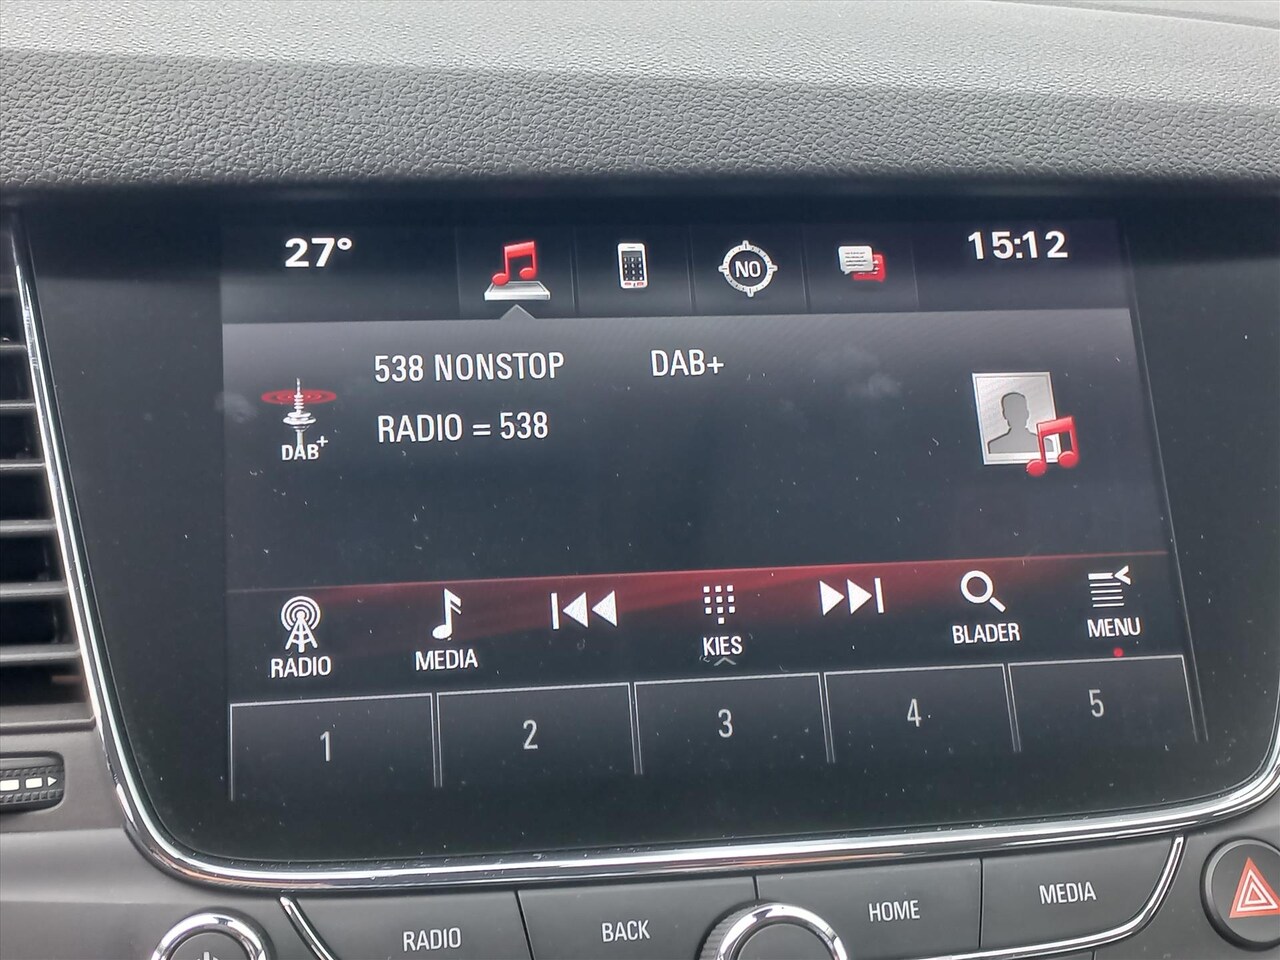 27°
NO
15:12
538 NONSTOP DAB+
RADIO = 538
DAB+
RADIO
MEDIA
KIES
BLADER
MENU
1 2 3 4 5
RADIO BACK HOME MEDIA